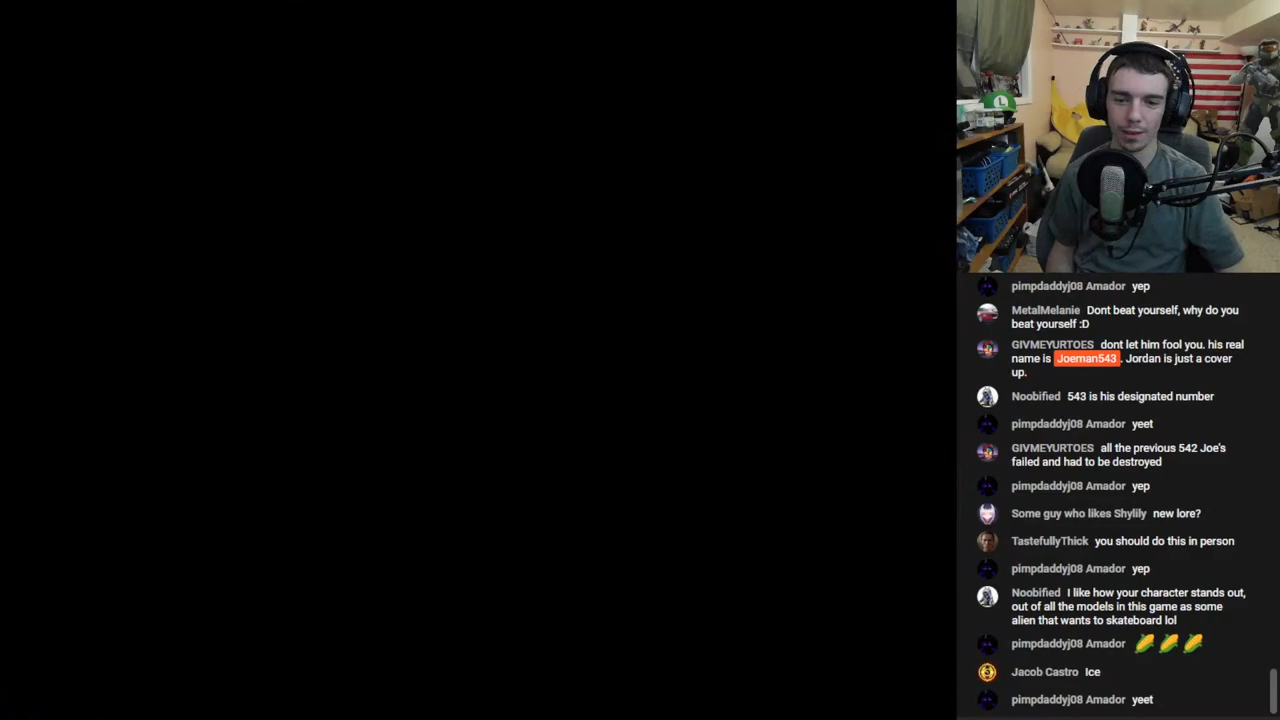 L
pimpdaddyj08 Amador yep
MetalMelanie Dont beat yourself, why do you
beat yourself :D
GIVMEYURTOES dont let him fool you. his real
name is Joeman543 . Jordan is just a cover
up.
Noobified 543 is his designated number
pimpdaddyj08 Amador yeet
GIVMEYURTOES all the previous 542 Joe's
failed and had to be destroyed
pimpdaddyj08 Amador yep
Some guy who likes Shylily new lore?
TastefullyThick you should do this in person
pimpdaddyj08 Amador yep
Noobified I like how your character stands out,
out of all the models in this game as some
alien that wants to skateboard lol
pimpdaddyj08 Amador 🌽🌽🌽
Jacob Castro Ice
pimpdaddyj08 Amador yeet